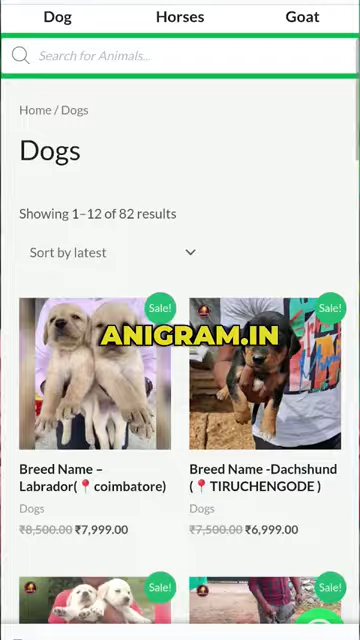 Dog Horses Goat
Search for Animals...
Home / Dogs
Dogs
Showing 1–12 of 82 results
Sort by latest
Sale! Sale!
ANIGRAM.IN
Breed Name –
Labrador(📍coimbatore)
Dogs
₹8,500.00 ₹7,999.00
Breed Name -Dachshund
(📍TIRUCHENGODE )
Dogs
₹7,500.00 ₹6,999.00
Sale! Sale!